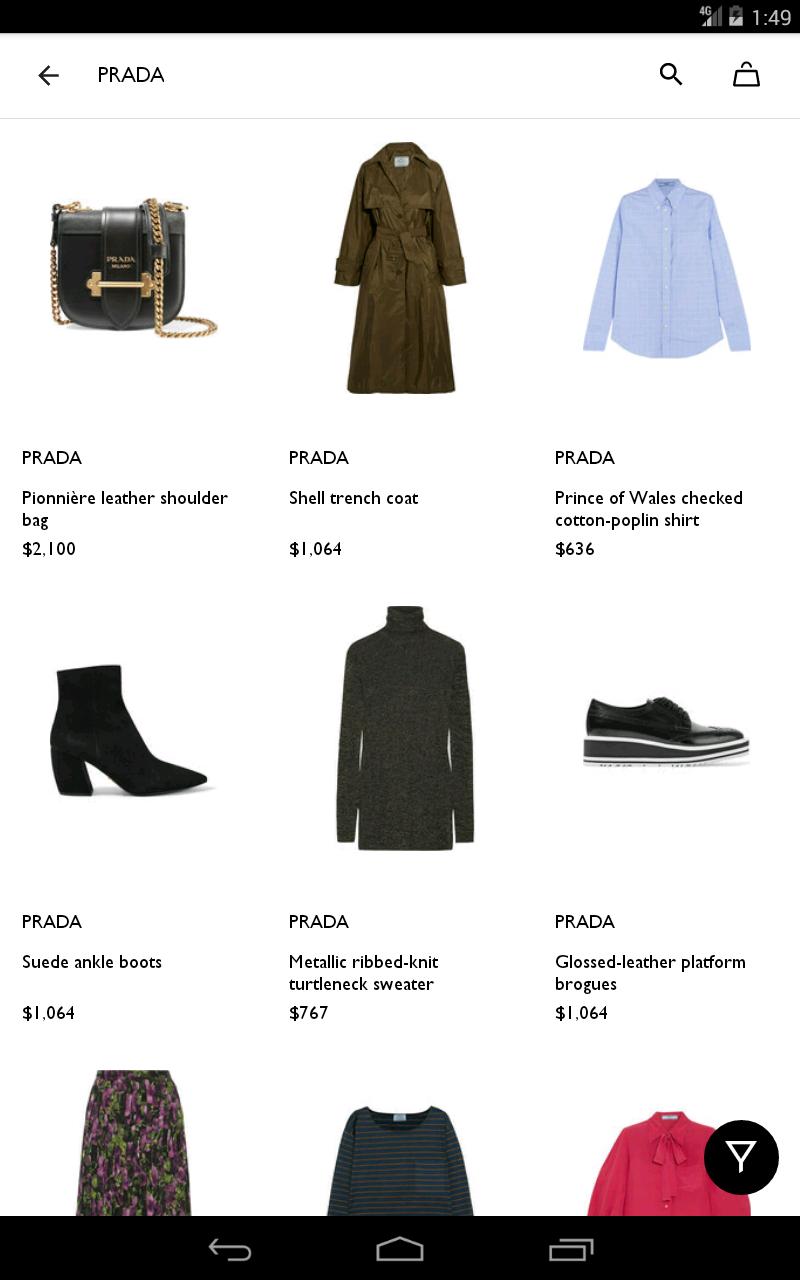 4G 1:49
PRADA
PRADA
MILANO
PRADA
PRADA
PRADA
Pionnière leather shoulder
bag
Shell trench coat
Prince of Wales checked
cotton-poplin shirt
$2,100
$1,064
$636
PRADA
PRADA
PRADA
Suede ankle boots
Metallic ribbed-knit
turtleneck sweater
Glossed-leather platform
brogues
$1,064
$767
$1,064